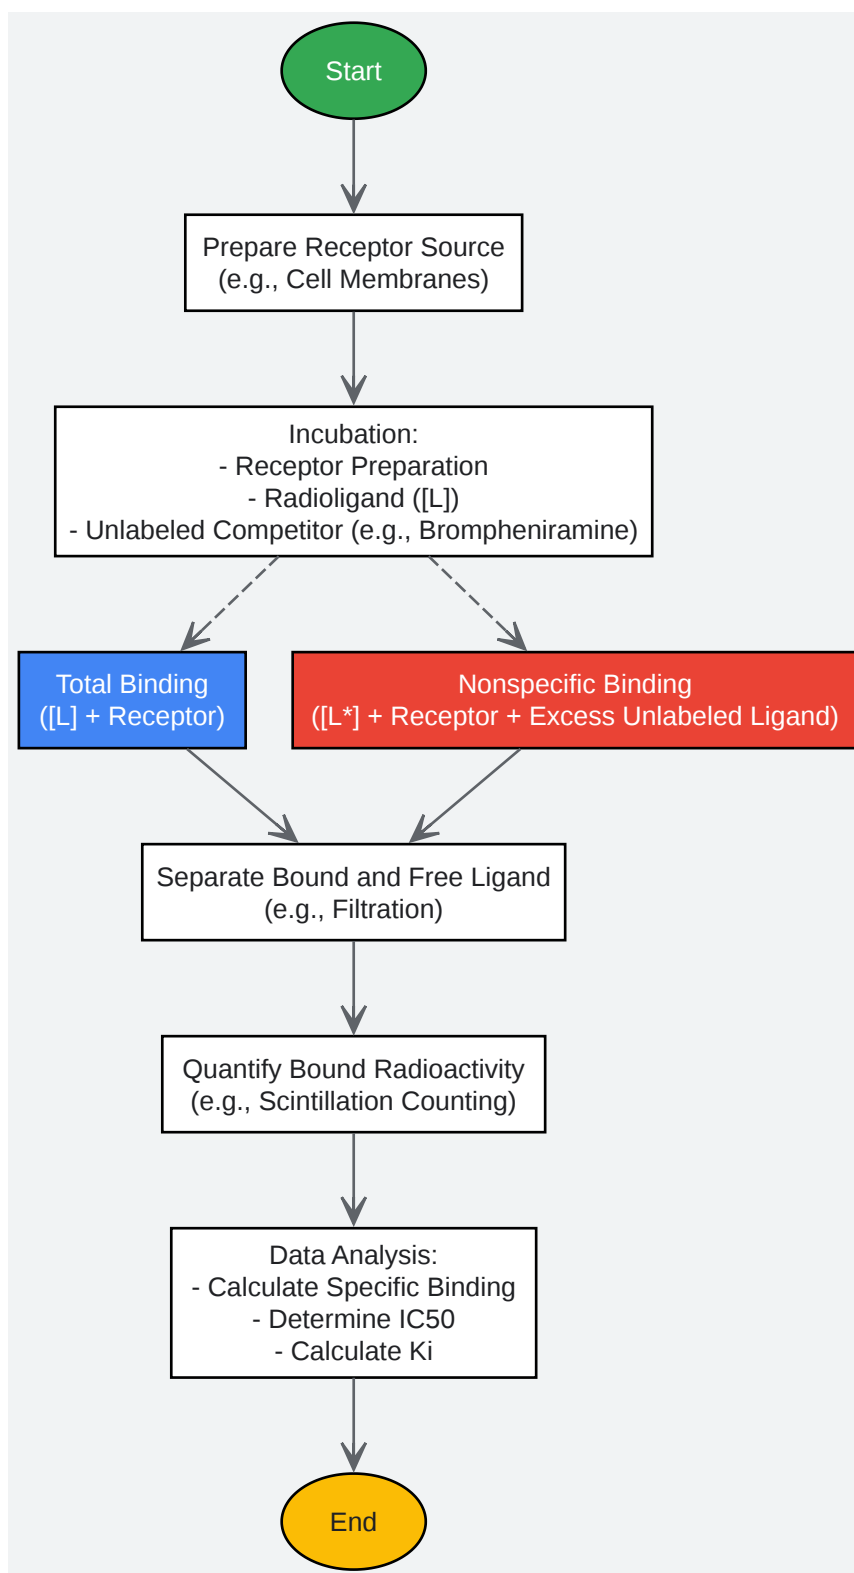 Start
Prepare Receptor Source
(e.g., Cell Membranes)
Incubation:
- Receptor Preparation
- Radioligand ([L])
- Unlabeled Competitor (e.g., Brompheniramine)
Total Binding
([L] + Receptor)
Nonspecific Binding
([L*] + Receptor + Excess Unlabeled Ligand)
Separate Bound and Free Ligand
(e.g., Filtration)
Quantify Bound Radioactivity
(e.g., Scintillation Counting)
Data Analysis:
- Calculate Specific Binding
- Determine IC50
- Calculate Ki
End